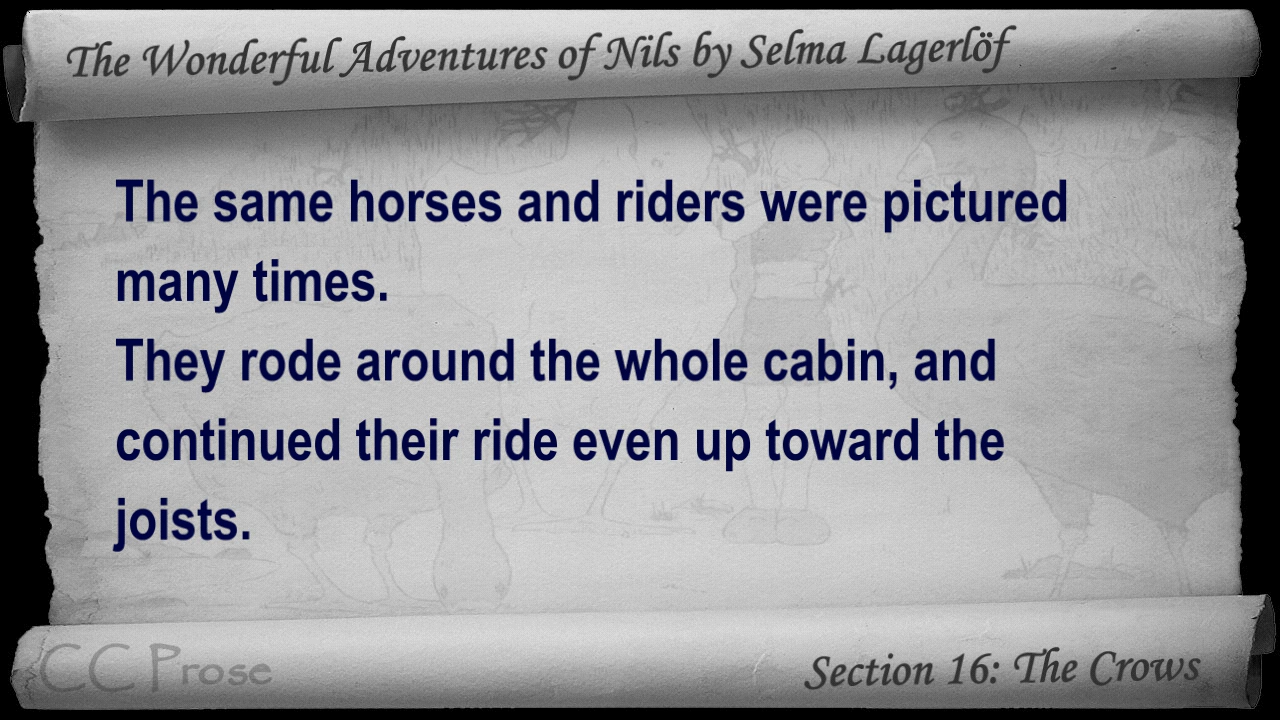 The Wonderful Adventures of Nils by Selma Lagerlöf
The same horses and riders were pictured
many times.
They rode around the whole cabin, and
continued their ride even up toward the
joists.
CC Prose
Section 16: The Crows